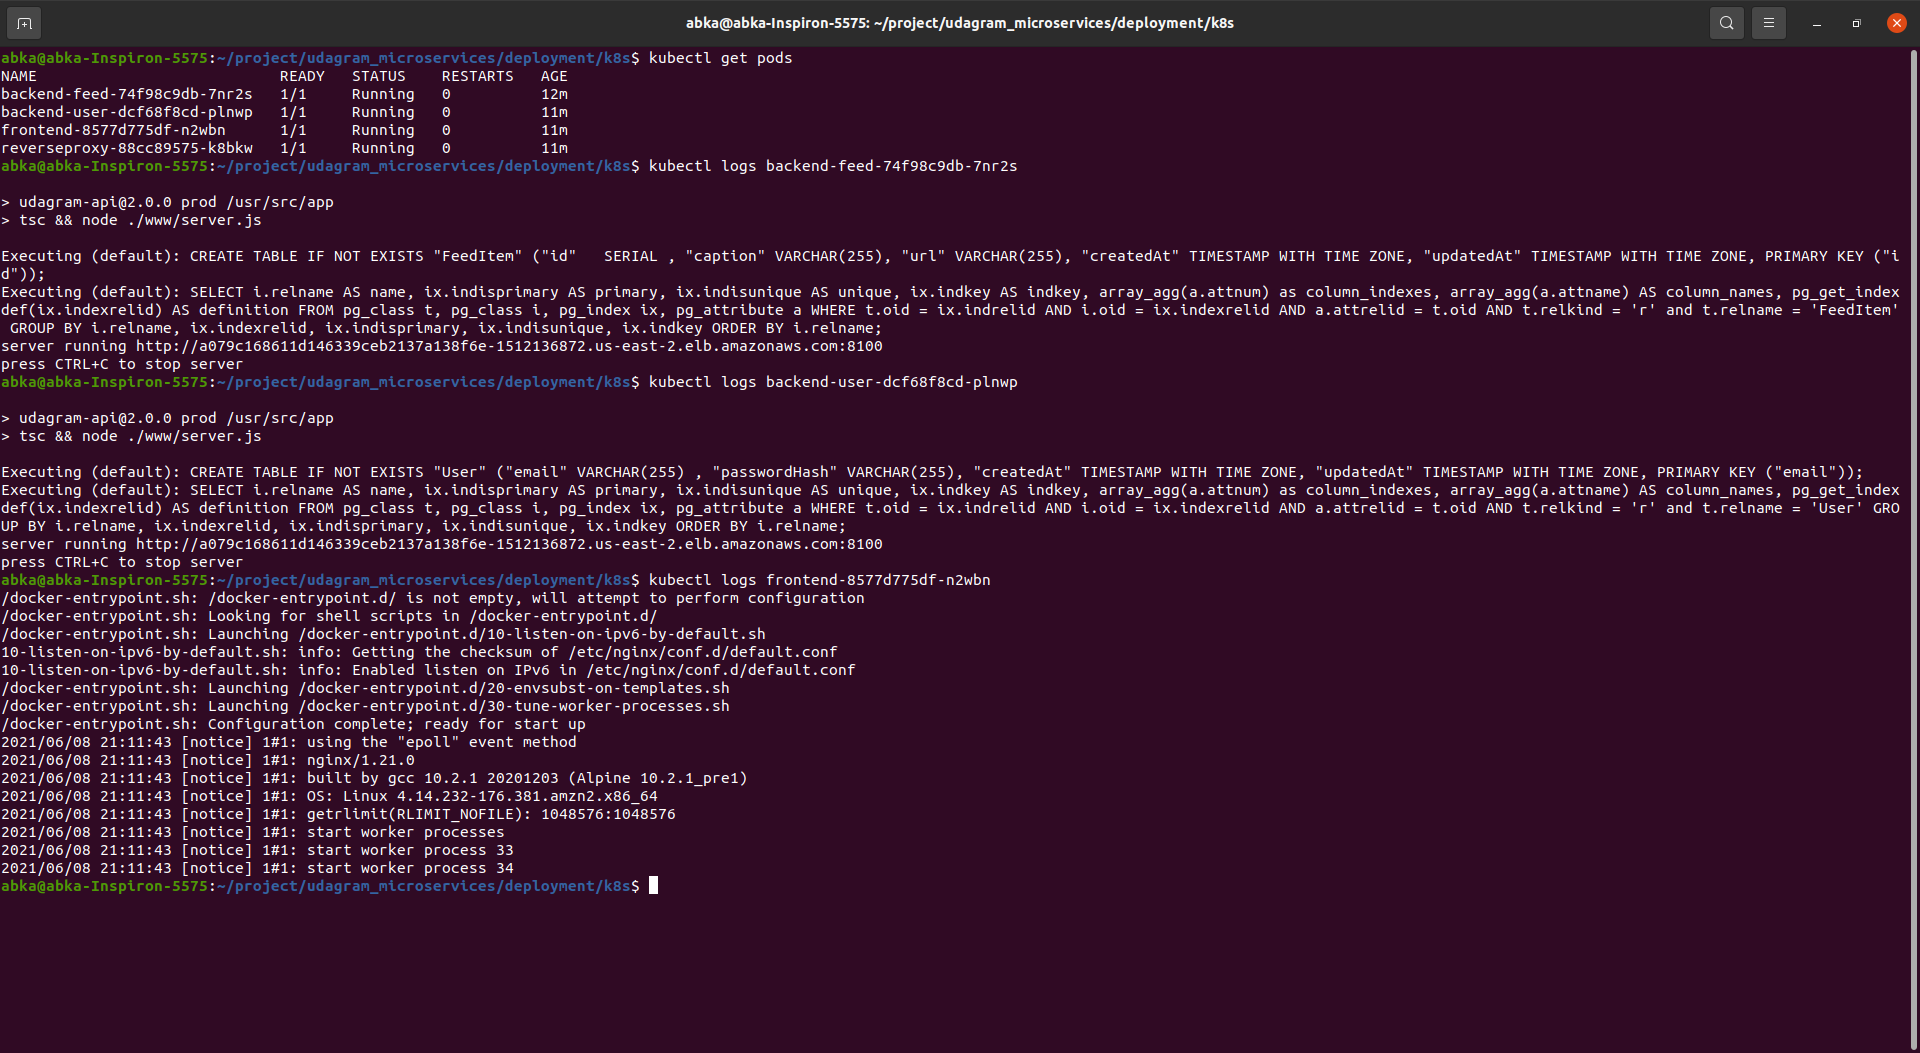 abka@abka-Inspiron-5575: ~/project/udagram_microservices/deployment/k8s
abka@abka-Inspiron-5575:~/project/udagram_microservices/deployment/k8s$ kubectl get pods
NAME                           READY   STATUS    RESTARTS   AGE
backend-feed-74f98c9db-7nr2s   1/1     Running   0          12m
backend-user-dcf68f8cd-plnwp   1/1     Running   0          11m
frontend-8577d775df-n2wbn      1/1     Running   0          11m
reverseproxy-88cc89575-k8bkw   1/1     Running   0          11m
abka@abka-Inspiron-5575:~/project/udagram_microservices/deployment/k8s$ kubectl logs backend-feed-74f98c9db-7nr2s
> udagram-api@2.0.0 prod /usr/src/app
> tsc && node ./www/server.js
Executing (default): CREATE TABLE IF NOT EXISTS "FeedItem" ("id"   SERIAL , "caption" VARCHAR(255), "url" VARCHAR(255), "createdAt" TIMESTAMP WITH TIME ZONE, "updatedAt" TIMESTAMP WITH TIME ZONE, PRIMARY KEY ("i
d"));
Executing (default): SELECT i.relname AS name, ix.indisprimary AS primary, ix.indisunique AS unique, ix.indkey AS indkey, array_agg(a.attnum) as column_indexes, array_agg(a.attname) AS column_names, pg_get_index
def(ix.indexrelid) AS definition FROM pg_class t, pg_class i, pg_index ix, pg_attribute a WHERE t.oid = ix.indrelid AND i.oid = ix.indexrelid AND a.attrelid = t.oid AND t.relkind = 'r' and t.relname = 'FeedItem'
 GROUP BY i.relname, ix.indexrelid, ix.indisprimary, ix.indisunique, ix.indkey ORDER BY i.relname;
server running http://a079c168611d146339ceb2137a138f6e-1512136872.us-east-2.elb.amazonaws.com:8100
press CTRL+C to stop server
abka@abka-Inspiron-5575:~/project/udagram_microservices/deployment/k8s$ kubectl logs backend-user-dcf68f8cd-plnwp
> udagram-api@2.0.0 prod /usr/src/app
> tsc && node ./www/server.js
Executing (default): CREATE TABLE IF NOT EXISTS "User" ("email" VARCHAR(255) , "passwordHash" VARCHAR(255), "createdAt" TIMESTAMP WITH TIME ZONE, "updatedAt" TIMESTAMP WITH TIME ZONE, PRIMARY KEY ("email"));
Executing (default): SELECT i.relname AS name, ix.indisprimary AS primary, ix.indisunique AS unique, ix.indkey AS indkey, array_agg(a.attnum) as column_indexes, array_agg(a.attname) AS column_names, pg_get_index
def(ix.indexrelid) AS definition FROM pg_class t, pg_class i, pg_index ix, pg_attribute a WHERE t.oid = ix.indrelid AND i.oid = ix.indexrelid AND a.attrelid = t.oid AND t.relkind = 'r' and t.relname = 'User' GRO
UP BY i.relname, ix.indexrelid, ix.indisprimary, ix.indisunique, ix.indkey ORDER BY i.relname;
server running http://a079c168611d146339ceb2137a138f6e-1512136872.us-east-2.elb.amazonaws.com:8100
press CTRL+C to stop server
abka@abka-Inspiron-5575:~/project/udagram_microservices/deployment/k8s$ kubectl logs frontend-8577d775df-n2wbn
/docker-entrypoint.sh: /docker-entrypoint.d/ is not empty, will attempt to perform configuration
/docker-entrypoint.sh: Looking for shell scripts in /docker-entrypoint.d/
/docker-entrypoint.sh: Launching /docker-entrypoint.d/10-listen-on-ipv6-by-default.sh
10-listen-on-ipv6-by-default.sh: info: Getting the checksum of /etc/nginx/conf.d/default.conf
10-listen-on-ipv6-by-default.sh: info: Enabled listen on IPv6 in /etc/nginx/conf.d/default.conf
/docker-entrypoint.sh: Launching /docker-entrypoint.d/20-envsubst-on-templates.sh
/docker-entrypoint.sh: Launching /docker-entrypoint.d/30-tune-worker-processes.sh
/docker-entrypoint.sh: Configuration complete; ready for start up
2021/06/08 21:11:43 [notice] 1#1: using the "epoll" event method
2021/06/08 21:11:43 [notice] 1#1: nginx/1.21.0
2021/06/08 21:11:43 [notice] 1#1: built by gcc 10.2.1 20201203 (Alpine 10.2.1_pre1)
2021/06/08 21:11:43 [notice] 1#1: OS: Linux 4.14.232-176.381.amzn2.x86_64
2021/06/08 21:11:43 [notice] 1#1: getrlimit(RLIMIT_NOFILE): 1048576:1048576
2021/06/08 21:11:43 [notice] 1#1: start worker processes
2021/06/08 21:11:43 [notice] 1#1: start worker process 33
2021/06/08 21:11:43 [notice] 1#1: start worker process 34
abka@abka-Inspiron-5575:~/project/udagram_microservices/deployment/k8s$